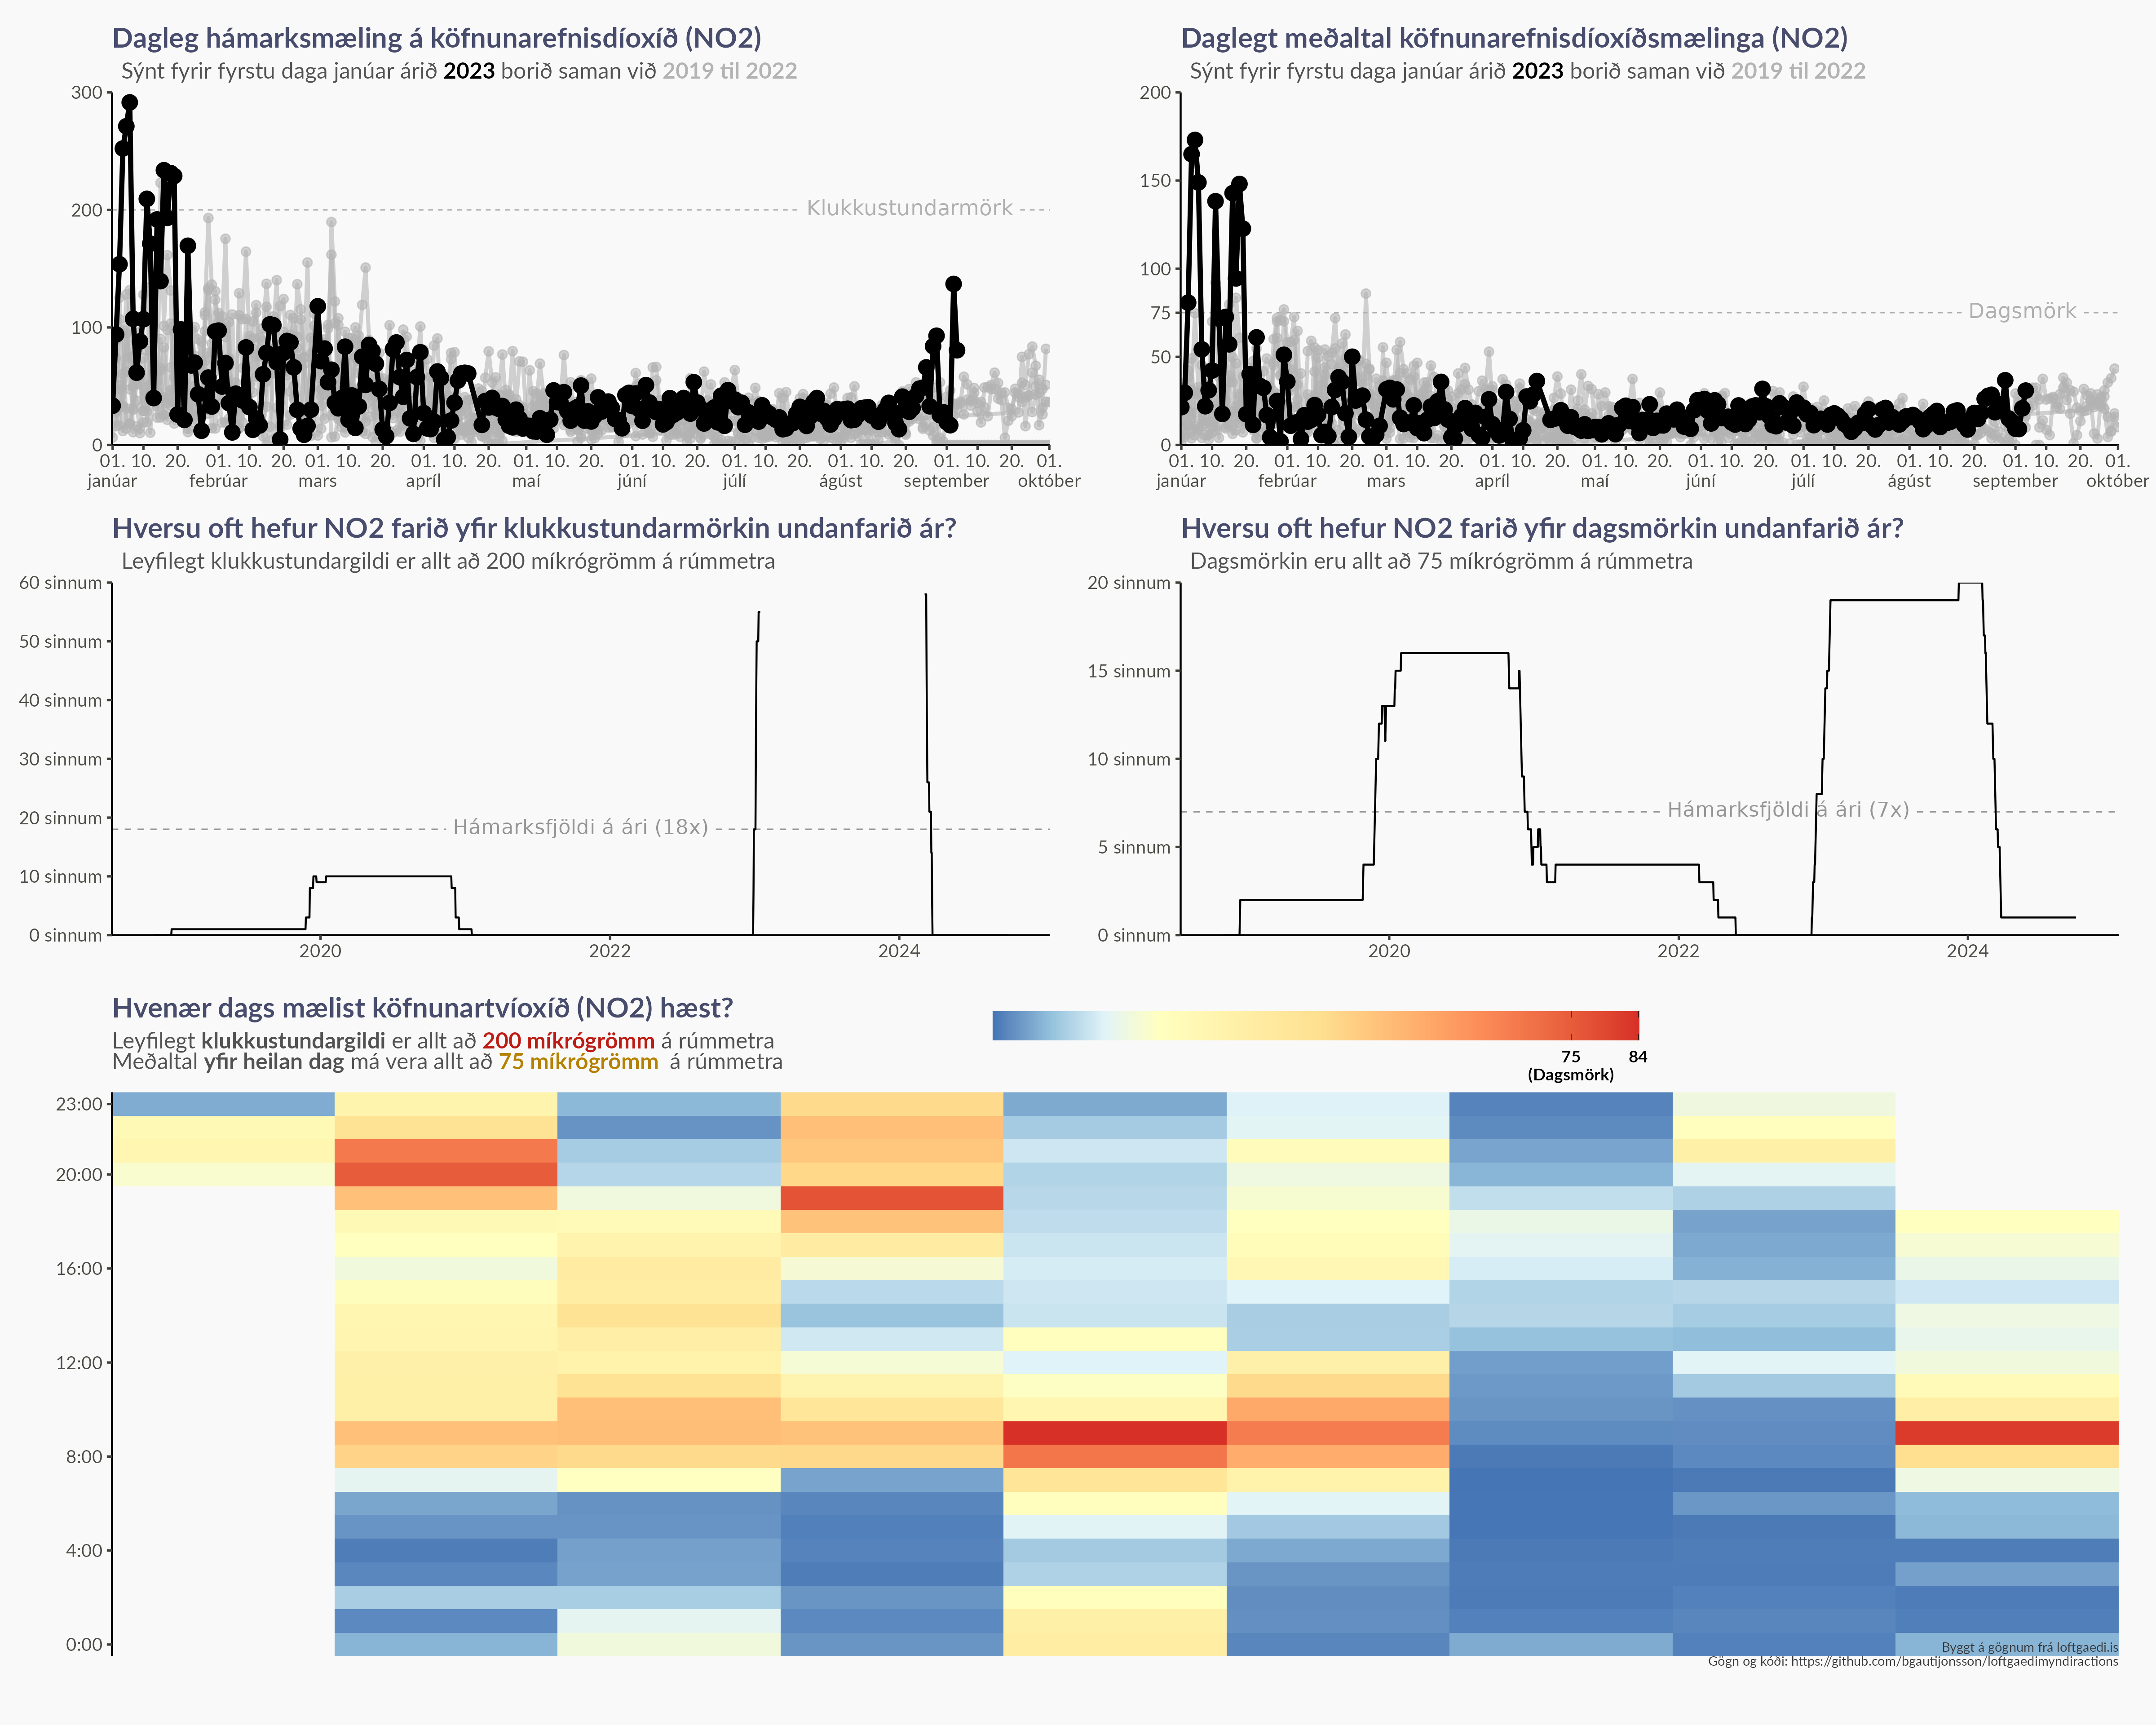 Dagleg hámarksmæling á köfnunarefnisdíoxíð (NO2)
Sýnt fyrir fyrstu daga janúar árið 2023 borið saman við 2019 til 2022
300
200
100
0
Klukkustundarmörk
01. 10. 20. 01. 10. 20. 01. 10. 20. 01. 10. 20. 01. 10. 20. 01. 10. 20. 01. 10. 20. 01. 10. 20. 01. 10. 20. 01.
janúar febrúar mars apríl maí júní júlí ágúst september október
Daglegt meðaltal köfnunarefnisdíoxíðsmælinga (NO2)
Sýnt fyrir fyrstu daga janúar árið 2023 borið saman við 2019 til 2022
200
150
100
75
50
0
Dagsmörk
01. 10. 20. 01. 10. 20. 01. 10. 20. 01. 10. 20. 01. 10. 20. 01. 10. 20. 01. 10. 20. 01. 10. 20. 01. 10. 20. 01.
janúar febrúar mars apríl maí júní júlí ágúst september október
Hversu oft hefur NO2 farið yfir klukkustundarmörkin undanfarið ár?
Leyfilegt klukkustundargildi er allt að 200 míkrógrömm á rúmmetra
60 sinnum
50 sinnum
40 sinnum
30 sinnum
20 sinnum
10 sinnum
0 sinnum
Hámarksfjöldi á ári (18x)
2020 2022 2024
Hversu oft hefur NO2 farið yfir dagsmörkin undanfarið ár?
Dagsmörkin eru allt að 75 míkrógrömm á rúmmetra
20 sinnum
15 sinnum
10 sinnum
5 sinnum
0 sinnum
Hámarksfjöldi á ári (7x)
2020 2022 2024
Hvenær dags mælist köfnunartvíoxíð (NO2) hæst?
Leyfilegt klukkustundargildi er allt að 200 míkrógrömm á rúmmetra
Meðaltal yfir heilan dag má vera allt að 75 míkrógrömm á rúmmetra
75 84
(Dagsmörk)
23:00
20:00
16:00
12:00
8:00
4:00
0:00
Byggt á gögnum frá loftgaedi.is
Gögn og kóði: https://github.com/bgautijonsson/loftgaedimyndiractions